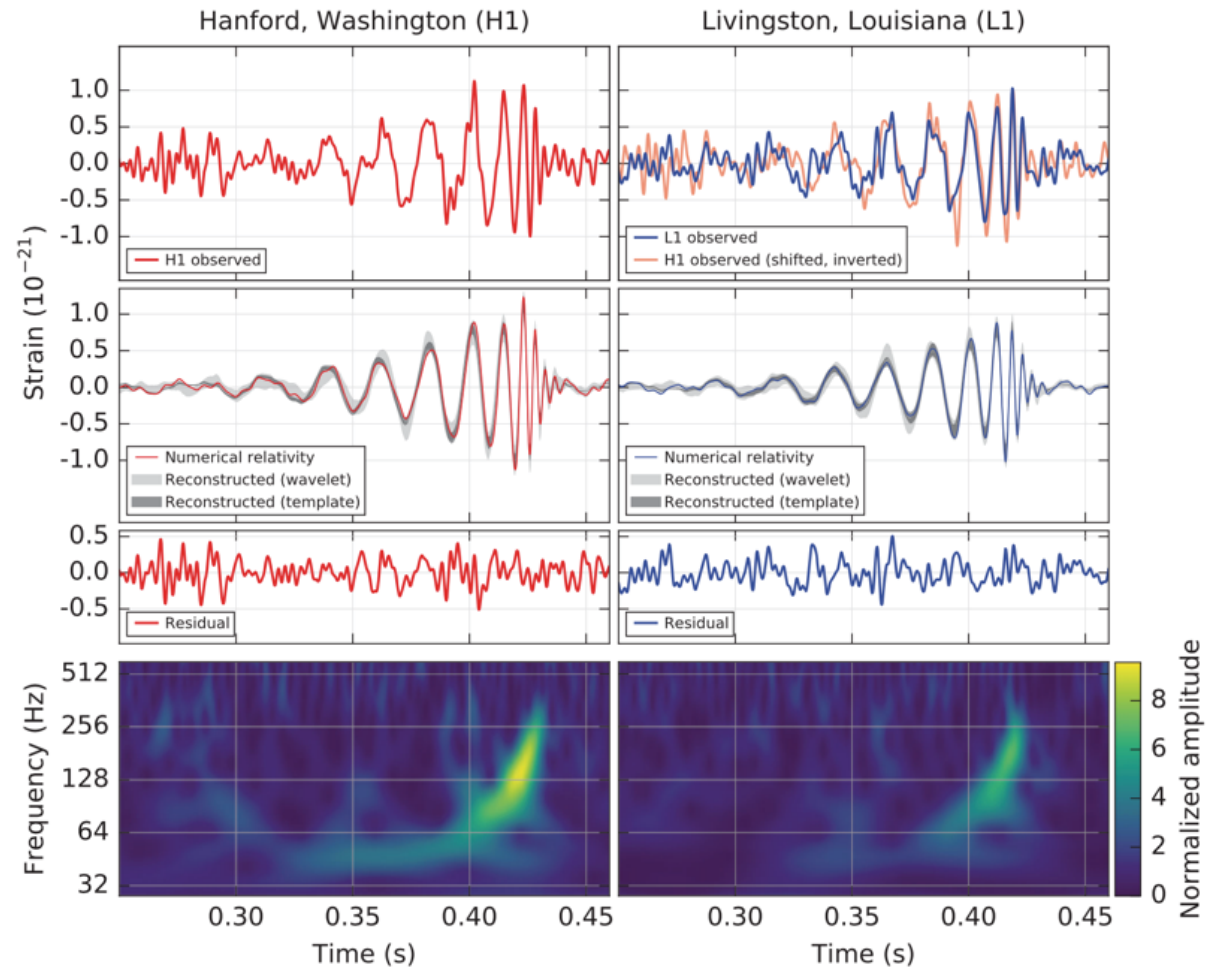 Hanford, Washington (H1)
Livingston, Louisiana (L1)
Strain (10⁻²¹)
1.0
0.5
0.0
-0.5
-1.0
H1 observed
L1 observed
H1 observed (shifted, inverted)
1.0
0.5
0.0
-0.5
-1.0
Numerical relativity
Reconstructed (wavelet)
Reconstructed (template)
Numerical relativity
Reconstructed (wavelet)
Reconstructed (template)
0.5
0.0
-0.5
Residual
Residual
Frequency (Hz)
512
256
128
64
32
0.30
0.35
0.40
0.45
Time (s)
0.30
0.35
0.40
0.45
Time (s)
8
6
4
2
0
Normalized amplitude